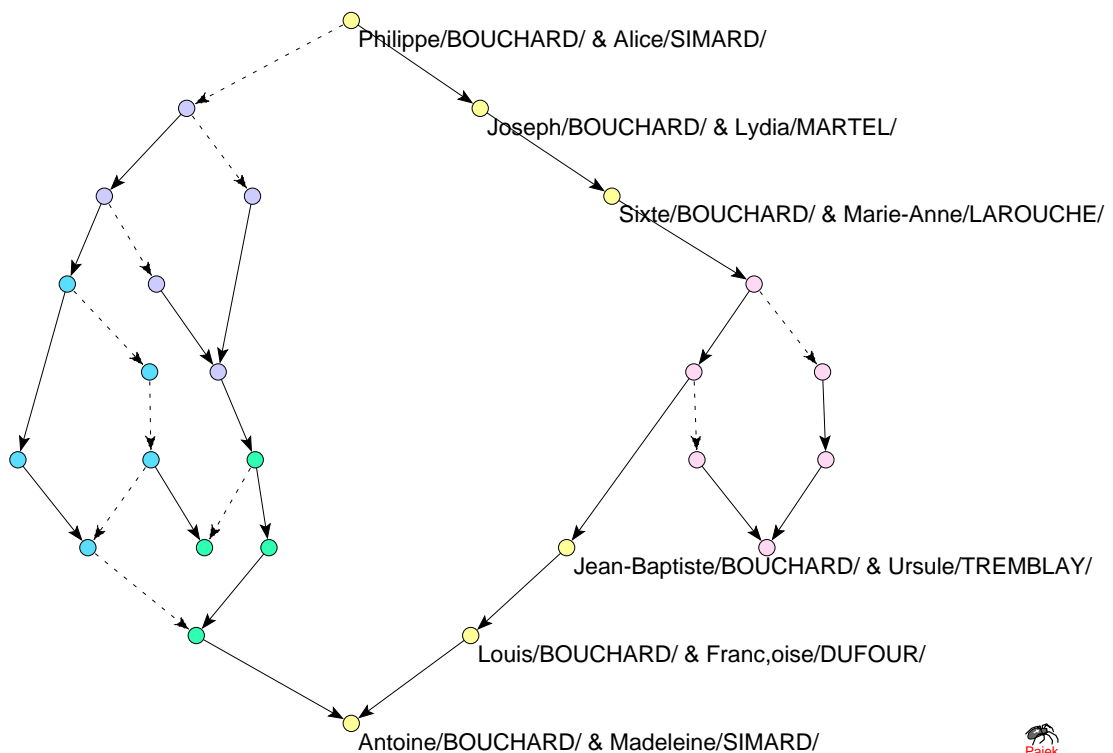 Philippe/BOUCHARD/ & Alice/SIMARD/
Joseph/BOUCHARD/ & Lydia/MARTEL/
Sixte/BOUCHARD/ & Marie-Anne/LAROUCHE/
Jean-Baptiste/BOUCHARD/ & Ursule/TREMBLAY/
Louis/BOUCHARD/ & Franc,oise/DUFOUR/
Antoine/BOUCHARD/ & Madeleine/SIMARD/
Pajek